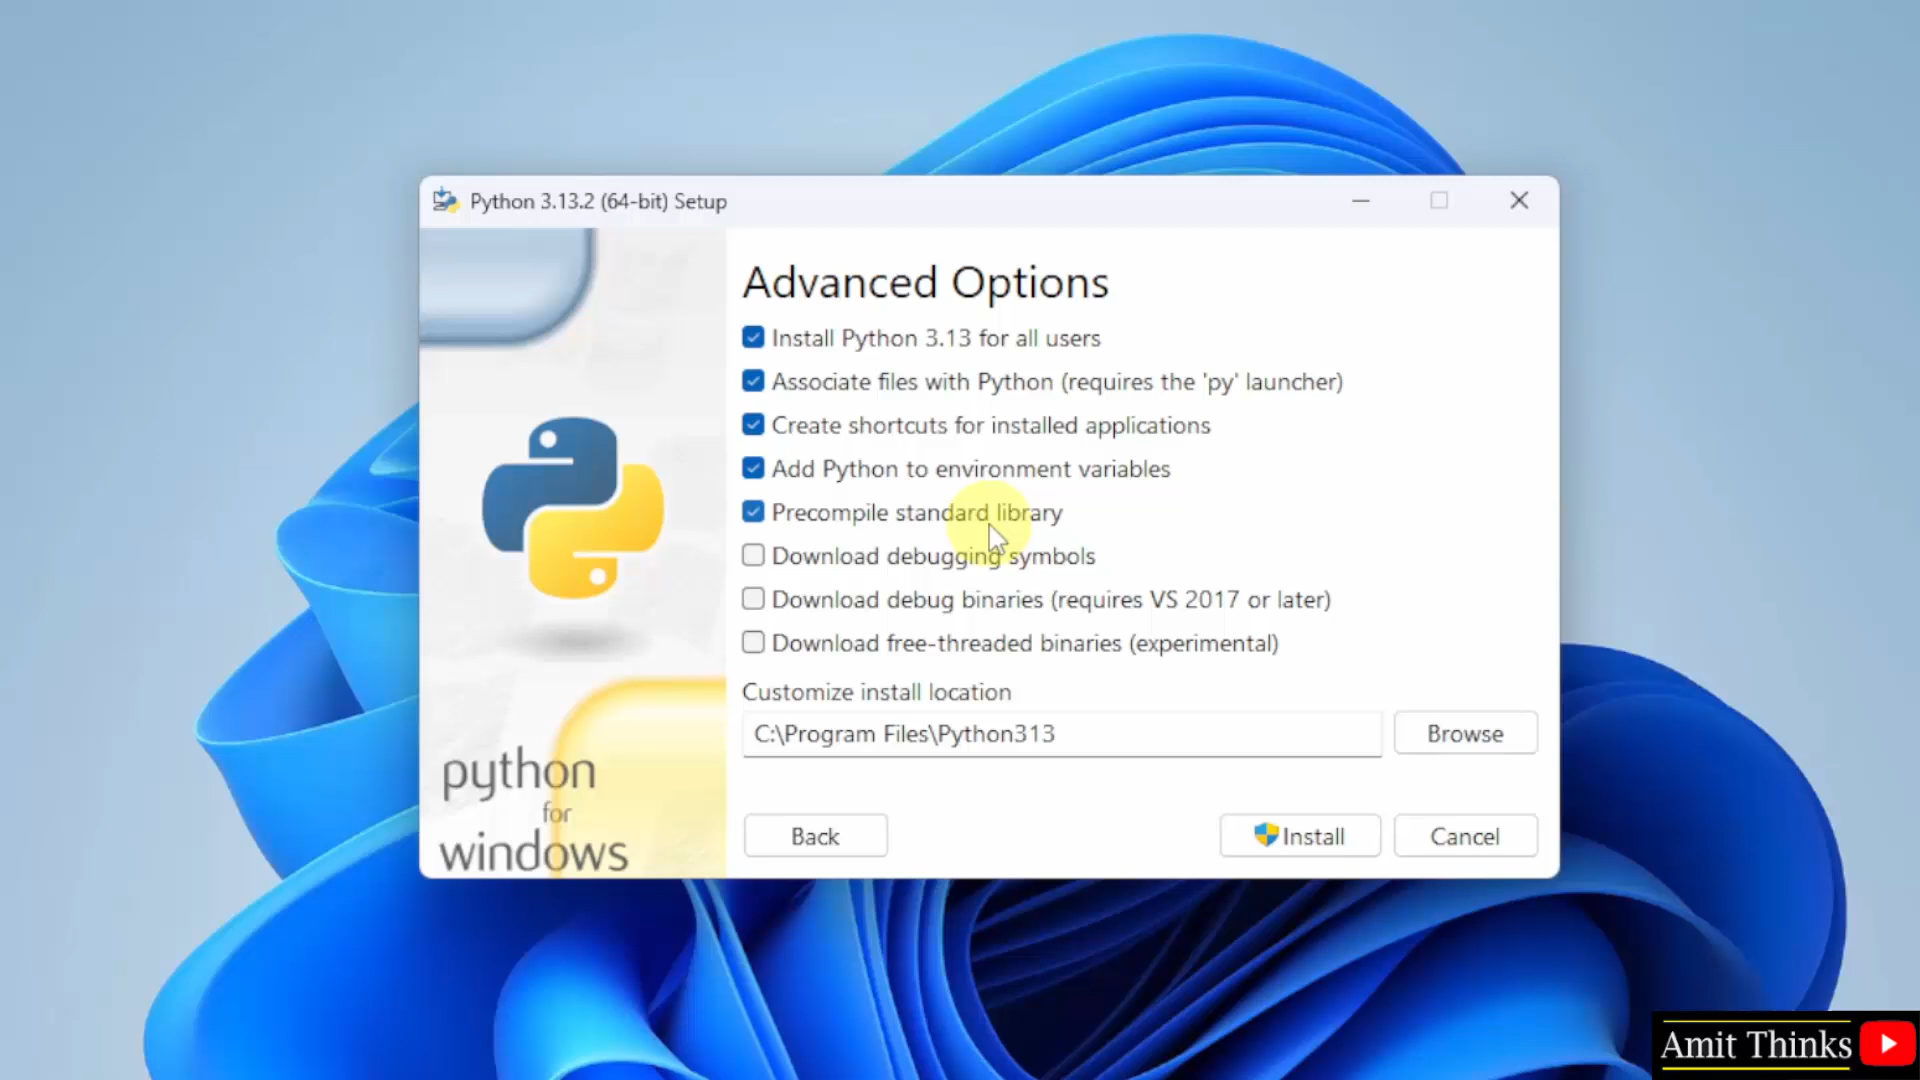 Python 3.13.2 (64-bit) Setup
Advanced Options
Install Python 3.13 for all users
Associate files with Python (requires the 'py' launcher)
Create shortcuts for installed applications
Add Python to environment variables
Precompile standard library
Download debugging symbols
Download debug binaries (requires VS 2017 or later)
Download free-threaded binaries (experimental)
Customize install location
C:\Program Files\Python313
Browse
python
for
windows
Back
Install
Cancel
Amit Thinks